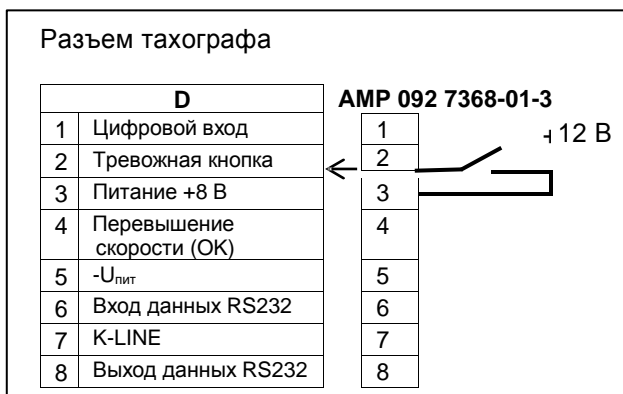 Разъем тахографа
D
AMP 092 7368-01-3
1 Цифровой вход 1
12 В
2 Тревожная кнопка 2
3 Питание +8 В 3
4 Перевышение 4
скорости (ОК)
5 -Uпит 5
6 Вход данных RS232 6
7 K-LINE 7
8 Выход данных RS232 8